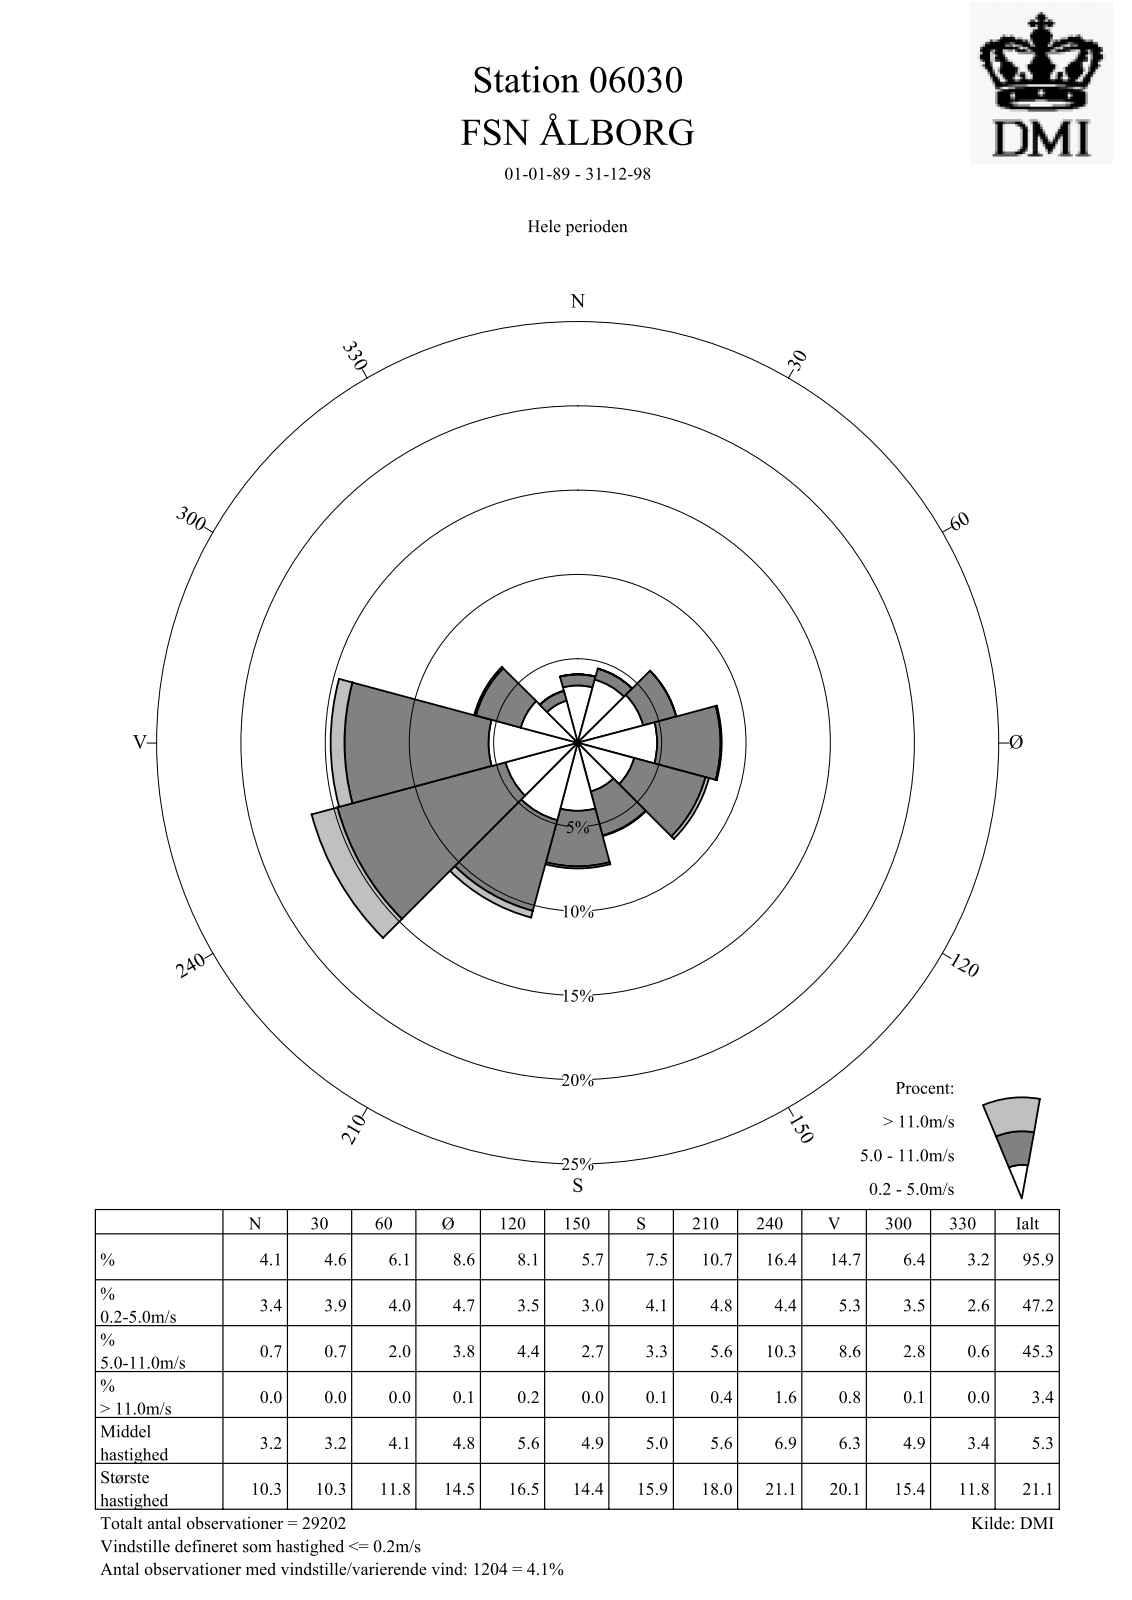 DMI
Station 06030
FSN ÅLBORG
01-01-89 - 31-12-98
Hele perioden
N
330
30
300
60
V
Ø
5%
10%
240
120
15%
20%
210
150
25%
S
Procent:
> 11.0m/s
5.0 - 11.0m/s
0.2 - 5.0m/s
N 30 60 Ø 120 150 S 210 240 V 300 330 Ialt
% 4.1 4.6 6.1 8.6 8.1 5.7 7.5 10.7 16.4 14.7 6.4 3.2 95.9
%
0.2-5.0m/s 3.4 3.9 4.0 4.7 3.5 3.0 4.1 4.8 4.4 5.3 3.5 2.6 47.2
%
5.0-11.0m/s 0.7 0.7 2.0 3.8 4.4 2.7 3.3 5.6 10.3 8.6 2.8 0.6 45.3
%
> 11.0m/s 0.0 0.0 0.0 0.1 0.2 0.0 0.1 0.4 1.6 0.8 0.1 0.0 3.4
Middel
hastighed 3.2 3.2 4.1 4.8 5.6 4.9 5.0 5.6 6.9 6.3 4.9 3.4 5.3
Største
hastighed 10.3 10.3 11.8 14.5 16.5 14.4 15.9 18.0 21.1 20.1 15.4 11.8 21.1
Totalt antal observationer = 29202 Kilde: DMI
Vindstille defineret som hastighed <= 0.2m/s
Antal observationer med vindstille/varierende vind: 1204 = 4.1%